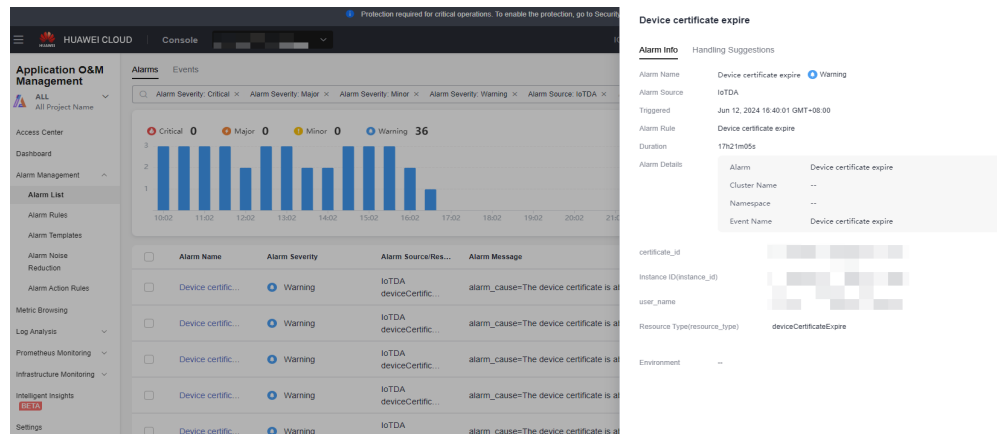 Protection required for critical operations. To enable the protection, go to Security
HUAWEI
HUAWEI CLOUD
Console
Application O&M Management
ALL
All Project Name
Access Center
Dashboard
Alarm Management
Alarm List
Alarm Rules
Alarm Templates
Alarm Noise Reduction
Alarm Action Rules
Metric Browsing
Log Analysis
Prometheus Monitoring
Infrastructure Monitoring
Intelligent Insights
BETA
Settings
Alarms Events
Alarm Severity: Critical × Alarm Severity: Major × Alarm Severity: Minor × Alarm Severity: Warning × Alarm Source: IoTDA ×
Critical 0 Major 0 Minor 0 Warning 36
3
2
1
10:02 11:02 12:02 13:02 14:02 15:02 16:02 17:02 18:02 19:02 20:02
Alarm Name Alarm Severity Alarm Source/Res... Alarm Message
Device certific... Warning IoTDA deviceCertific... alarm_cause=The device certificate is
Device certific... Warning IoTDA deviceCertific... alarm_cause=The device certificate is
Device certific... Warning IoTDA deviceCertific... alarm_cause=The device certificate is
Device certific... Warning IoTDA deviceCertific... alarm_cause=The device certificate is
Device certific... Warning IoTDA alarm_cause=The device certificate is
Device certificate expire
Alarm Info Handling Suggestions
Alarm Name Device certificate expire Warning
Alarm Source IoTDA
Triggered Jun 12, 2024 16:40:01 GMT+08:00
Alarm Rule Device certificate expire
Duration 17h21m05s
Alarm Details
Alarm Device certificate expire
Cluster Name --
Namespace --
Event Name Device certificate expire
certificate_id
Instance ID(instance_id)
user_name
Resource Type(resource_type) deviceCertificateExpire
Environment --